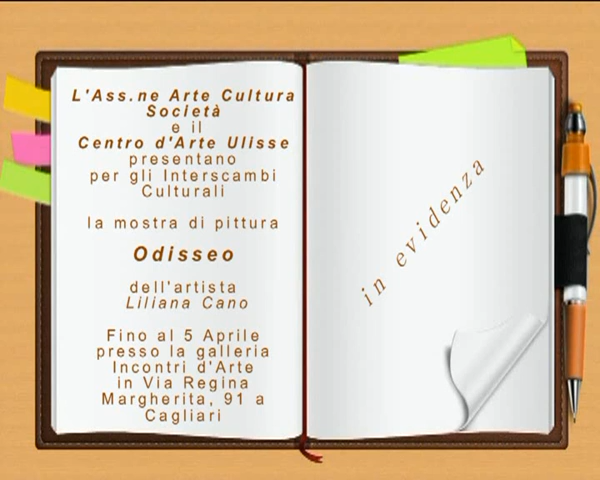 L'Ass.ne Arte Cultura
Società
e il
Centro d'Arte Ulisse
presentano
per gli Interscambi
Culturali
la mostra di pittura
Odisseo
dell'artista
Liliana Cano
Fino al 5 Aprile
presso la galleria
Incontri d'Arte
in Via Regina
Margherita, 91 a
Cagliari
in evidenza